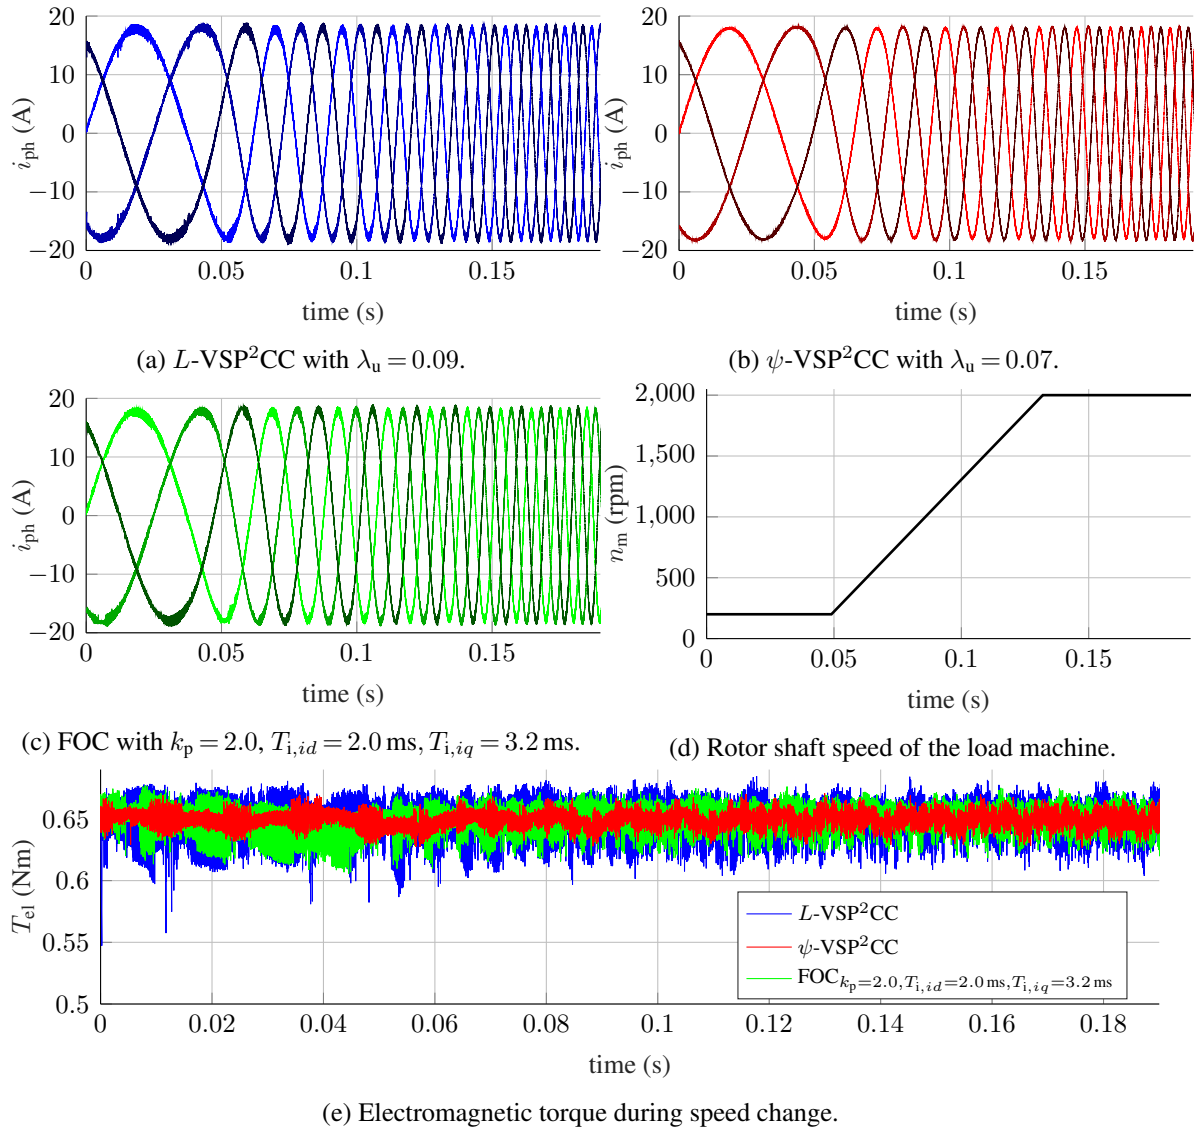 20
10
0
−10
−20
i_ph (A)
0 0.05 0.1 0.15
time (s)
(a) L-VSP²CC with λ_u = 0.09.
20
10
0
−10
−20
i_ph (A)
0 0.05 0.1 0.15
time (s)
(b) ψ-VSP²CC with λ_u = 0.07.
20
10
0
−10
−20
i_ph (A)
0 0.05 0.1 0.15
time (s)
(c) FOC with k_p = 2.0, T_i,id = 2.0 ms, T_i,iq = 3.2 ms.
2,000
1,500
1,000
500
0
n_m (rpm)
0 0.05 0.1 0.15
time (s)
(d) Rotor shaft speed of the load machine.
0.65
0.6
0.55
0.5
T_el (Nm)
L-VSP²CC
ψ-VSP²CC
FOC_{k_p=2.0, T_i,id=2.0 ms, T_i,iq=3.2 ms}
0 0.02 0.04 0.06 0.08 0.1 0.12 0.14 0.16 0.18
time (s)
(e) Electromagnetic torque during speed change.